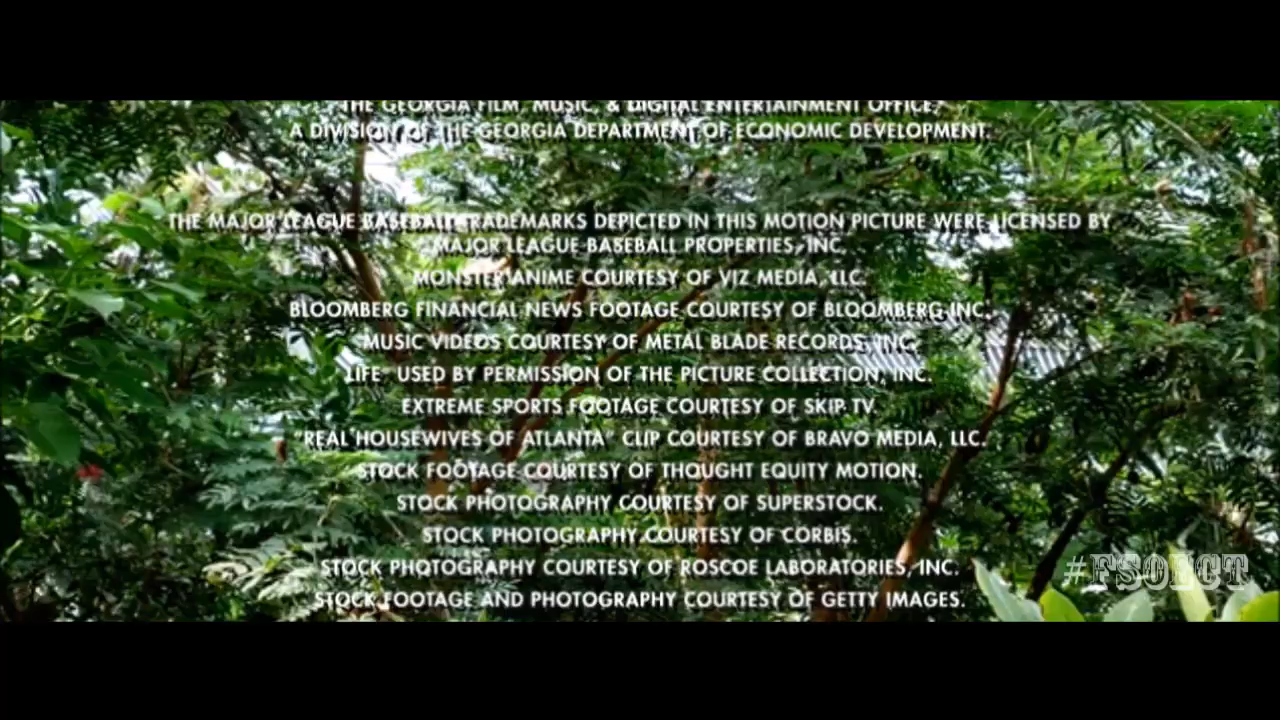 THE GEORGIA FILM, MUSIC, & DIGITAL ENTERTAINMENT OFFICE,
A DIVISION OF THE GEORGIA DEPARTMENT OF ECONOMIC DEVELOPMENT.
THE MAJOR LEAGUE BASEBALL TRADEMARKS DEPICTED IN THIS MOTION PICTURE WERE LICENSED BY
MAJOR LEAGUE BASEBALL PROPERTIES, INC.
MONSTER ANIME COURTESY OF VIZ MEDIA, LLC.
BLOOMBERG FINANCIAL NEWS FOOTAGE COURTESY OF BLOOMBERG INC.
MUSIC VIDEOS COURTESY OF METAL BLADE RECORDS, INC.
"LIFE" USED BY PERMISSION OF THE PICTURE COLLECTION, INC.
EXTREME SPORTS FOOTAGE COURTESY OF SKIP TV.
"REAL HOUSEWIVES OF ATLANTA" CLIP COURTESY OF BRAVO MEDIA, LLC.
STOCK FOOTAGE COURTESY OF THOUGHT EQUITY MOTION.
STOCK PHOTOGRAPHY COURTESY OF SUPERSTOCK.
STOCK PHOTOGRAPHY COURTESY OF CORBIS.
STOCK PHOTOGRAPHY COURTESY OF ROSCOE LABORATORIES, INC.
#FSOECT
STOCK FOOTAGE AND PHOTOGRAPHY COURTESY OF GETTY IMAGES.